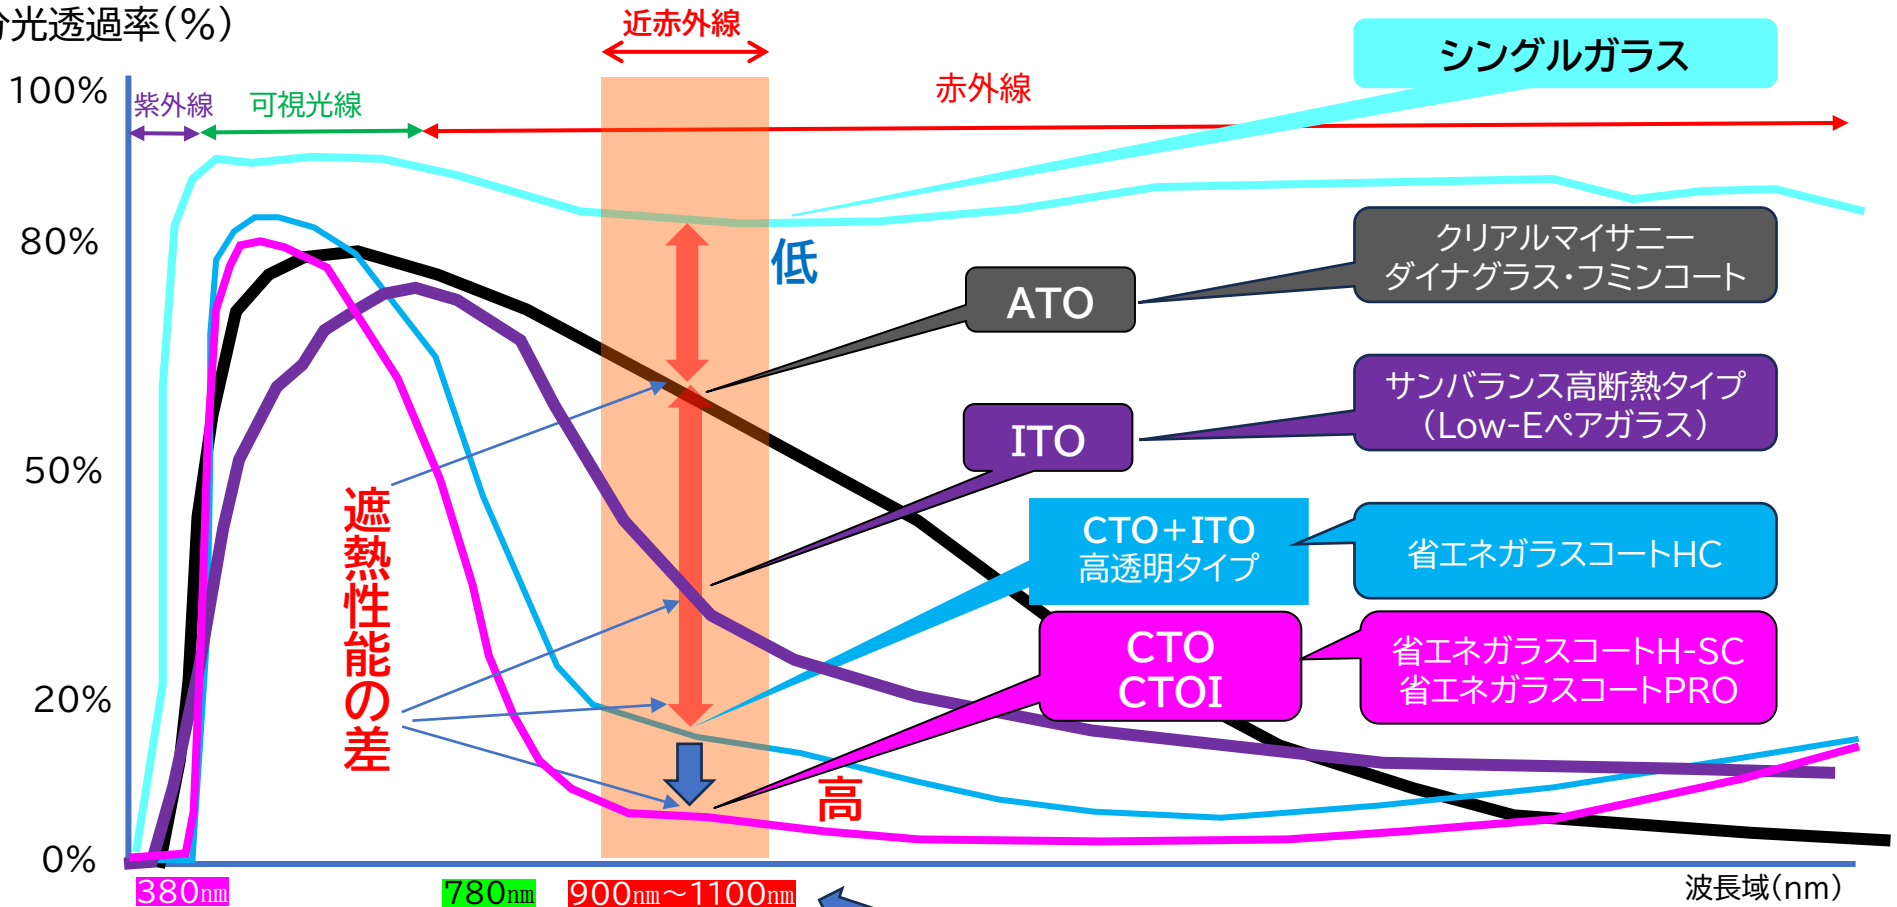 分光透過率(%)
近赤外線
シングルガラス
100%
紫外線
可視光線
赤外線
80%
低
クリアルマイサニー
ダイナグラス・フミンコート
ATO
サンバランス高断熱タイプ
(Low-Eペアガラス)
ITO
50%
遮熱性能の差
CTO+ITO
高透明タイプ
省エネガラスコートHC
CTO
CTOI
省エネガラスコートH-SC
省エネガラスコートPRO
20%
高
0%
380nm
780nm
900nm~1100nm
波長域(nm)